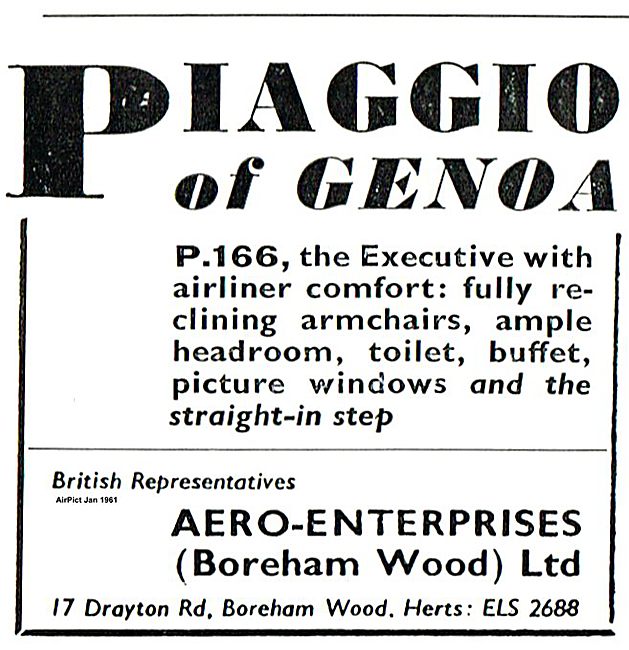 PIAGGIO
of GENOA
P.166, the Executive with
airliner comfort: fully re-
clining armchairs, ample
headroom, toilet, buffet,
picture windows and the
straight-in step
British Representatives
AirPict Jan 1961
AERO-ENTERPRISES
(Boreham Wood) Ltd
17 Drayton Rd, Boreham Wood. Herts: ELS 2688